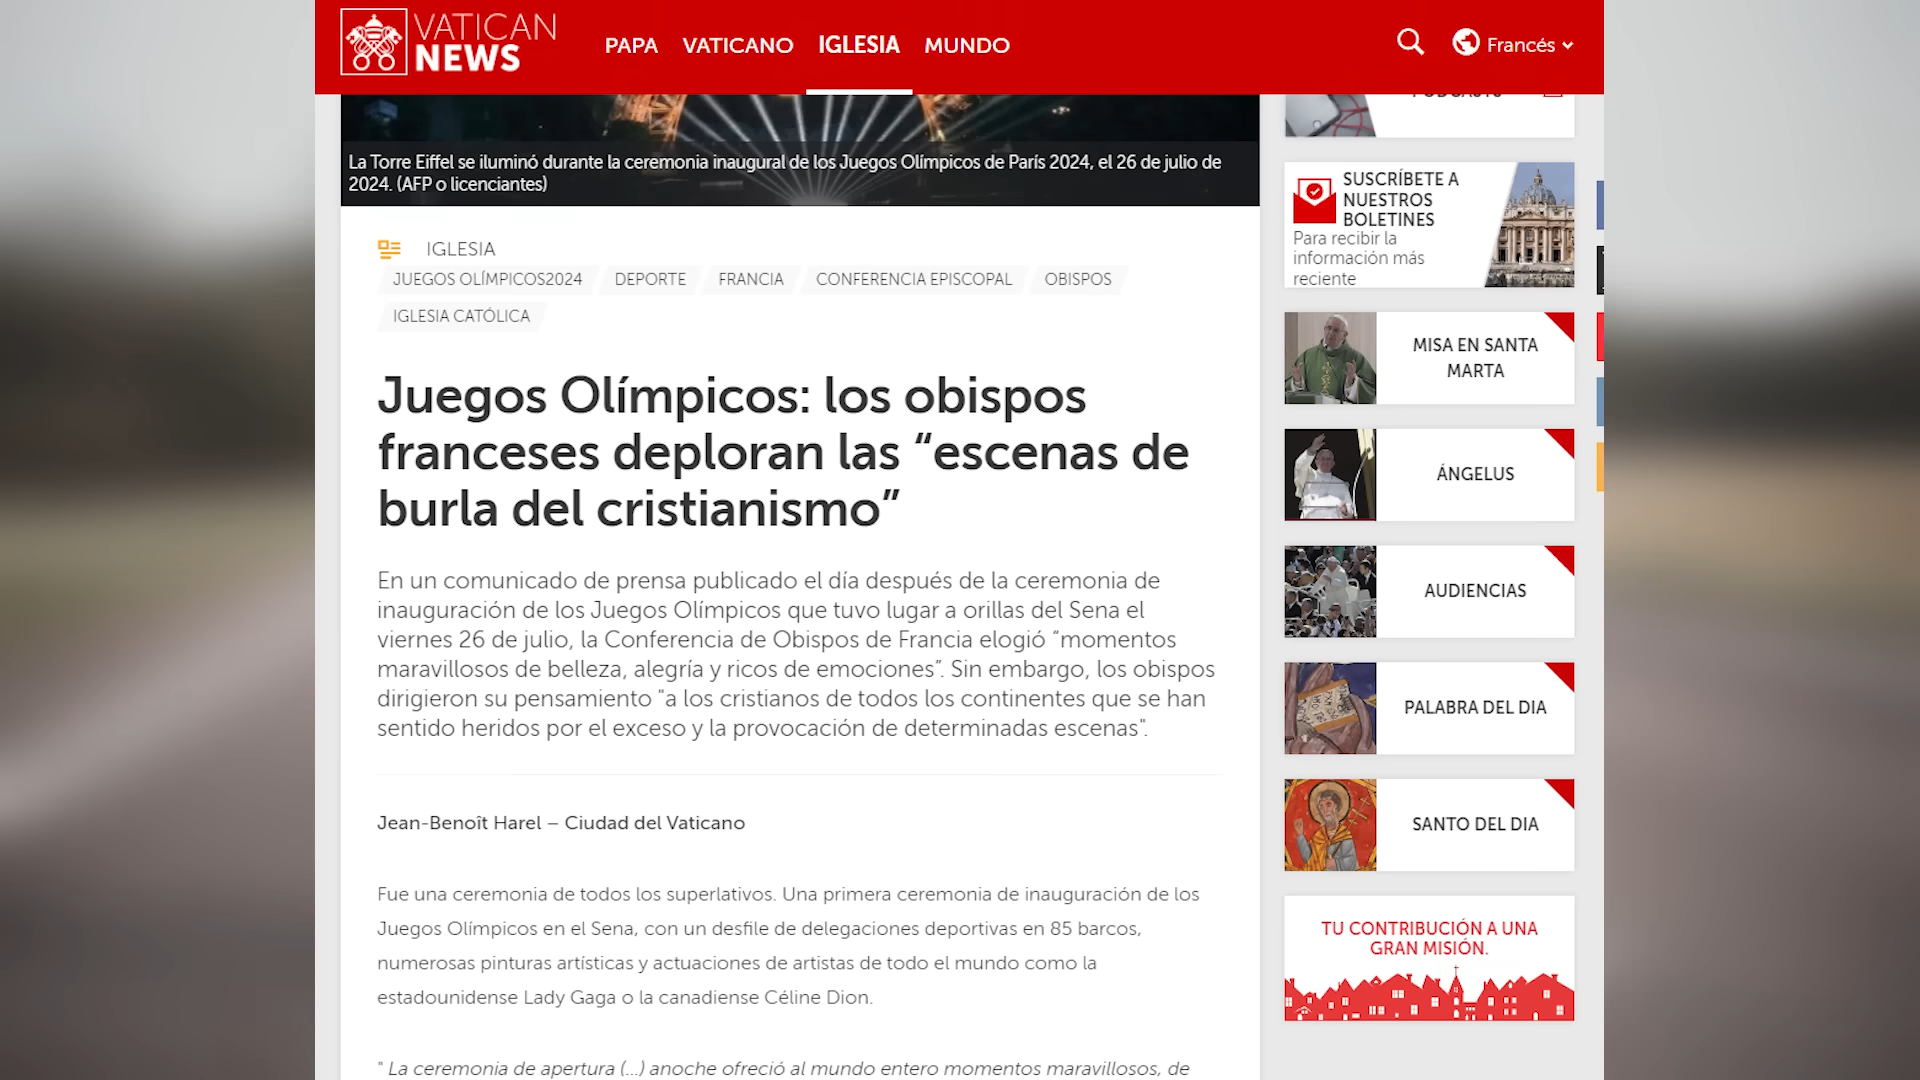 VATICAN
NEWS
PAPA VATICANO IGLESIA MUNDO
Francés
La Torre Eiffel se iluminó durante la ceremonia inaugural de los Juegos Olímpicos de París 2024, el 26 de julio de
2024. (AFP o licenciantes)
IGLESIA
JUEGOS OLÍMPICOS2024 DEPORTE FRANCIA CONFERENCIA EPISCOPAL OBISPOS
IGLESIA CATÓLICA
Juegos Olímpicos: los obispos
franceses deploran las “escenas de
burla del cristianismo”
En un comunicado de prensa publicado el día después de la ceremonia de
inauguración de los Juegos Olímpicos que tuvo lugar a orillas del Sena el
viernes 26 de julio, la Conferencia de Obispos de Francia elogió “momentos
maravillosos de belleza, alegría y ricos de emociones”. Sin embargo, los obispos
dirigieron su pensamiento "a los cristianos de todos los continentes que se han
sentido heridos por el exceso y la provocación de determinadas escenas".
Jean-Benoît Harel – Ciudad del Vaticano
Fue una ceremonia de todos los superlativos. Una primera ceremonia de inauguración de los
Juegos Olímpicos en el Sena, con un desfile de delegaciones deportivas en 85 barcos,
numerosas pinturas artísticas y actuaciones de artistas de todo el mundo como la
estadounidense Lady Gaga o la canadiense Céline Dion.
" La ceremonia de apertura (...) anoche ofreció al mundo entero momentos maravillosos, de
PODCASTS
SUSCRÍBETE A
NUESTROS
BOLETINES
Para recibir la
información más
reciente
MISA EN SANTA
MARTA
ÁNGELUS
AUDIENCIAS
PALABRA DEL DIA
SANTO DEL DIA
TU CONTRIBUCIÓN A UNA
GRAN MISIÓN.